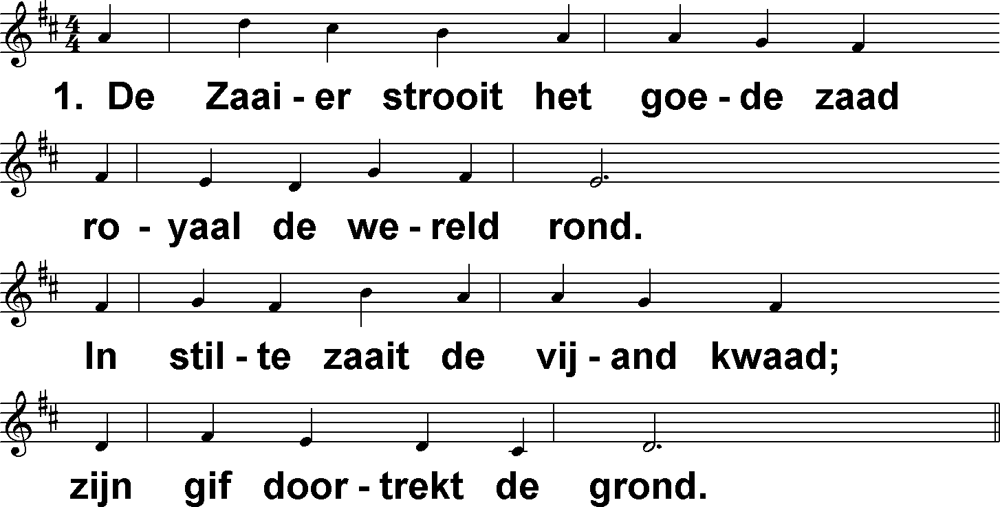 1. De Zaai - er strooit het goe - de zaad
ro - yaal de we - reld rond.
In stil - te zaait de vij - and kwaad;
zijn gif door - trekt de grond.